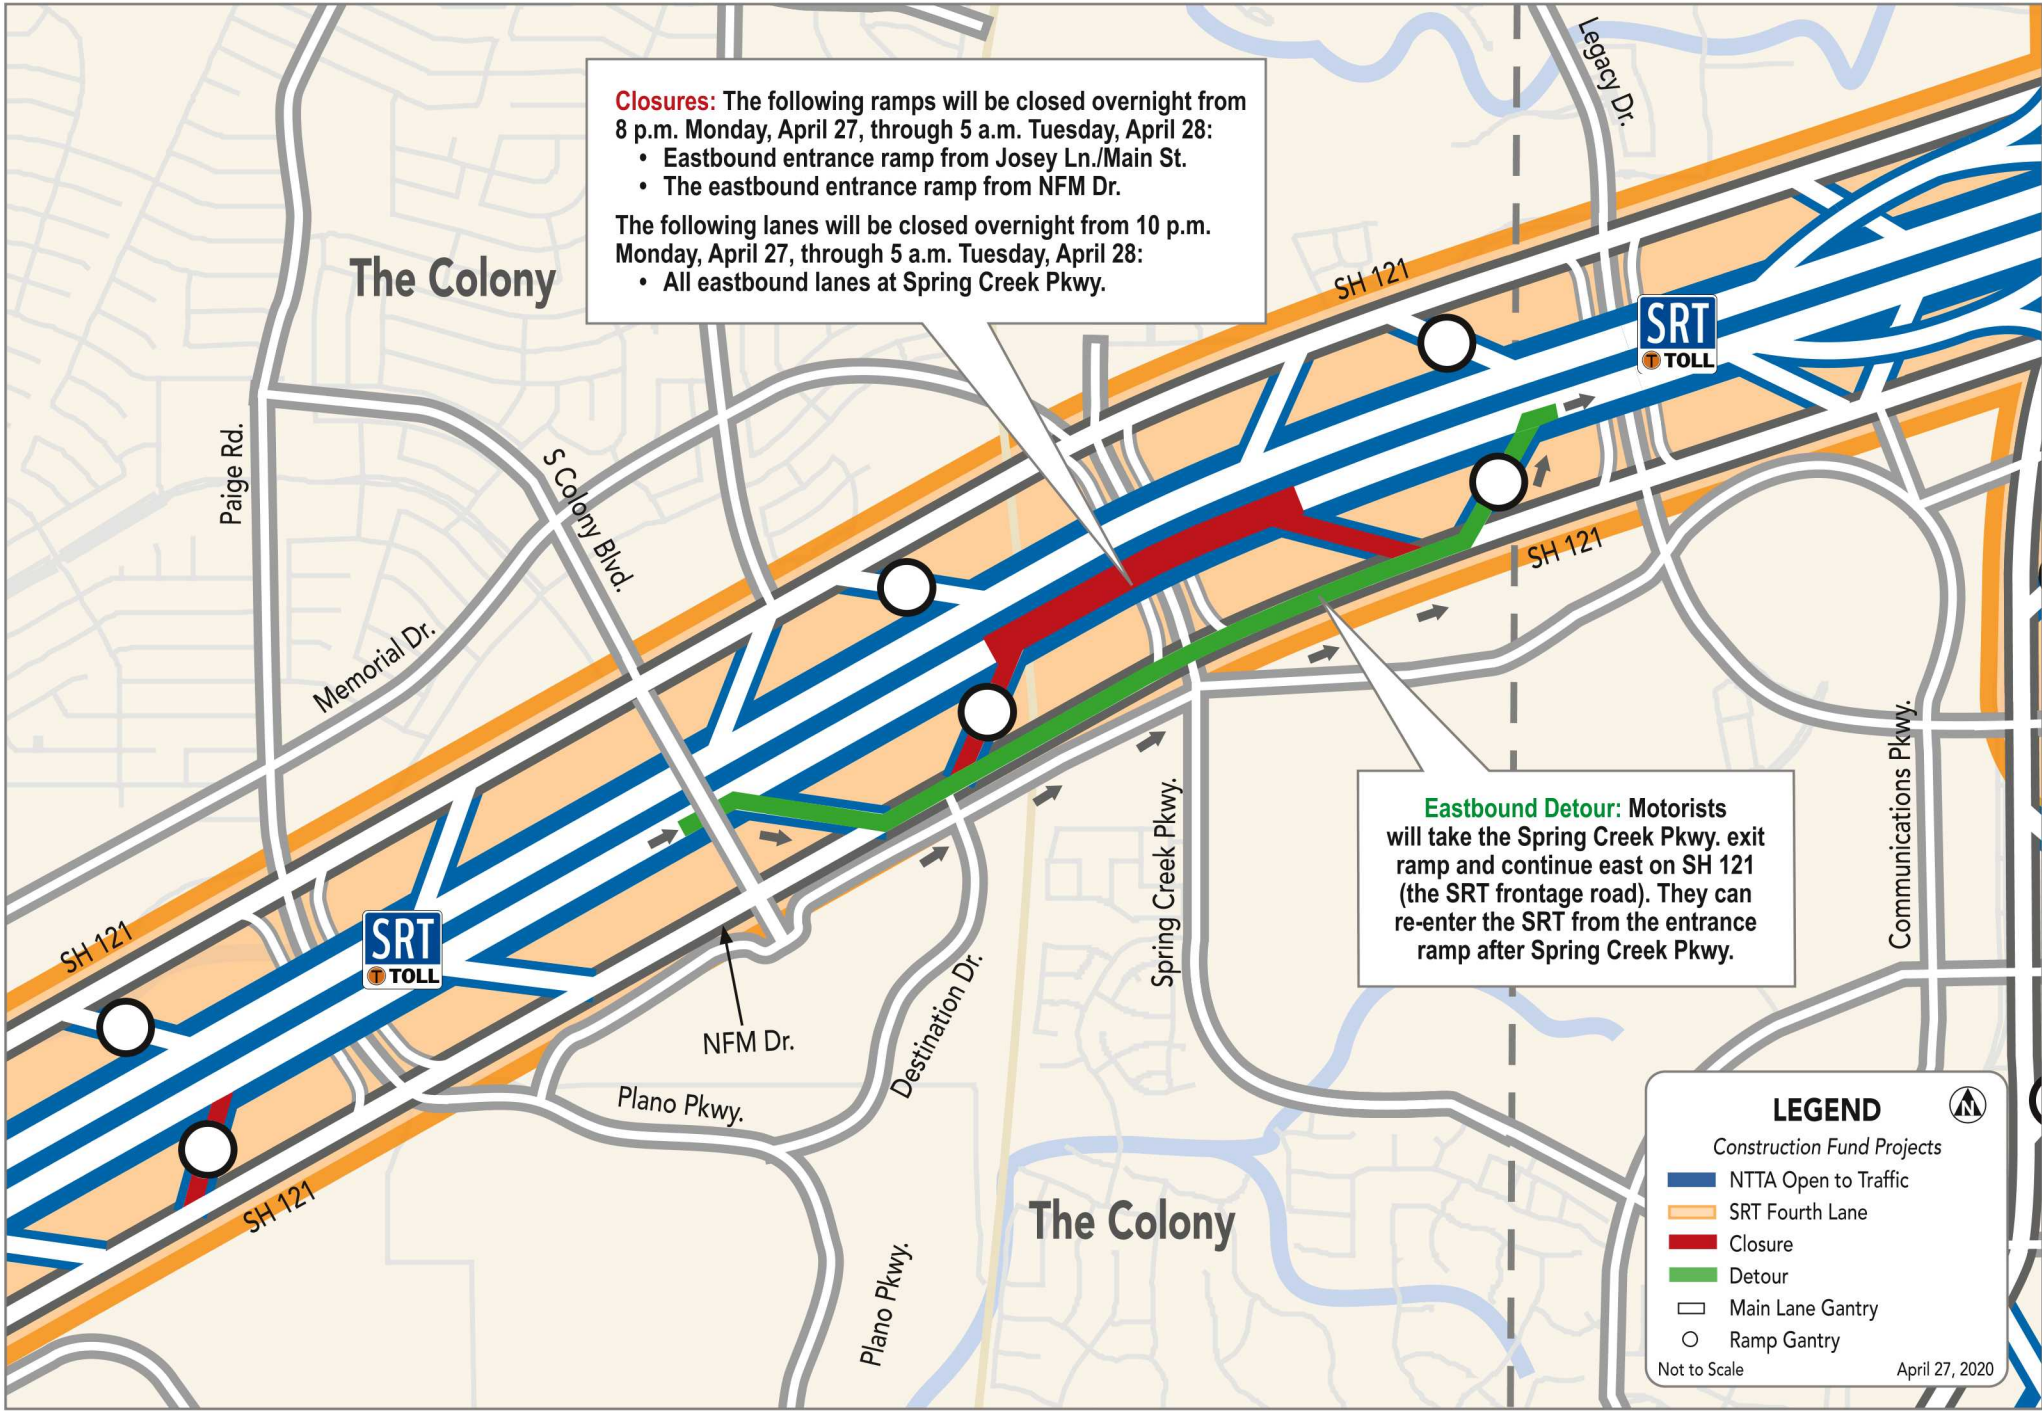 Closures: The following ramps will be closed overnight from
8 p.m. Monday, April 27, through 5 a.m. Tuesday, April 28:
• Eastbound entrance ramp from Josey Ln./Main St.
• The eastbound entrance ramp from NFM Dr.
The following lanes will be closed overnight from 10 p.m.
Monday, April 27, through 5 a.m. Tuesday, April 28:
• All eastbound lanes at Spring Creek Pkwy.
Legacy Dr.
The Colony
SH 121
SRT
T TOLL
Paige Rd.
S Colony Blvd.
SH 121
Memorial Dr.
Eastbound Detour: Motorists
will take the Spring Creek Pkwy. exit
ramp and continue east on SH 121
(the SRT frontage road). They can
re-enter the SRT from the entrance
ramp after Spring Creek Pkwy.
Spring Creek Pkwy.
Communications Pkwy.
SH 121
SRT
T TOLL
NFM Dr.
Destination Dr.
Plano Pkwy.
SH 121
The Colony
Plano Pkwy.
LEGEND
N
Construction Fund Projects
NTTA Open to Traffic
SRT Fourth Lane
Closure
Detour
Main Lane Gantry
Ramp Gantry
Not to Scale
April 27, 2020